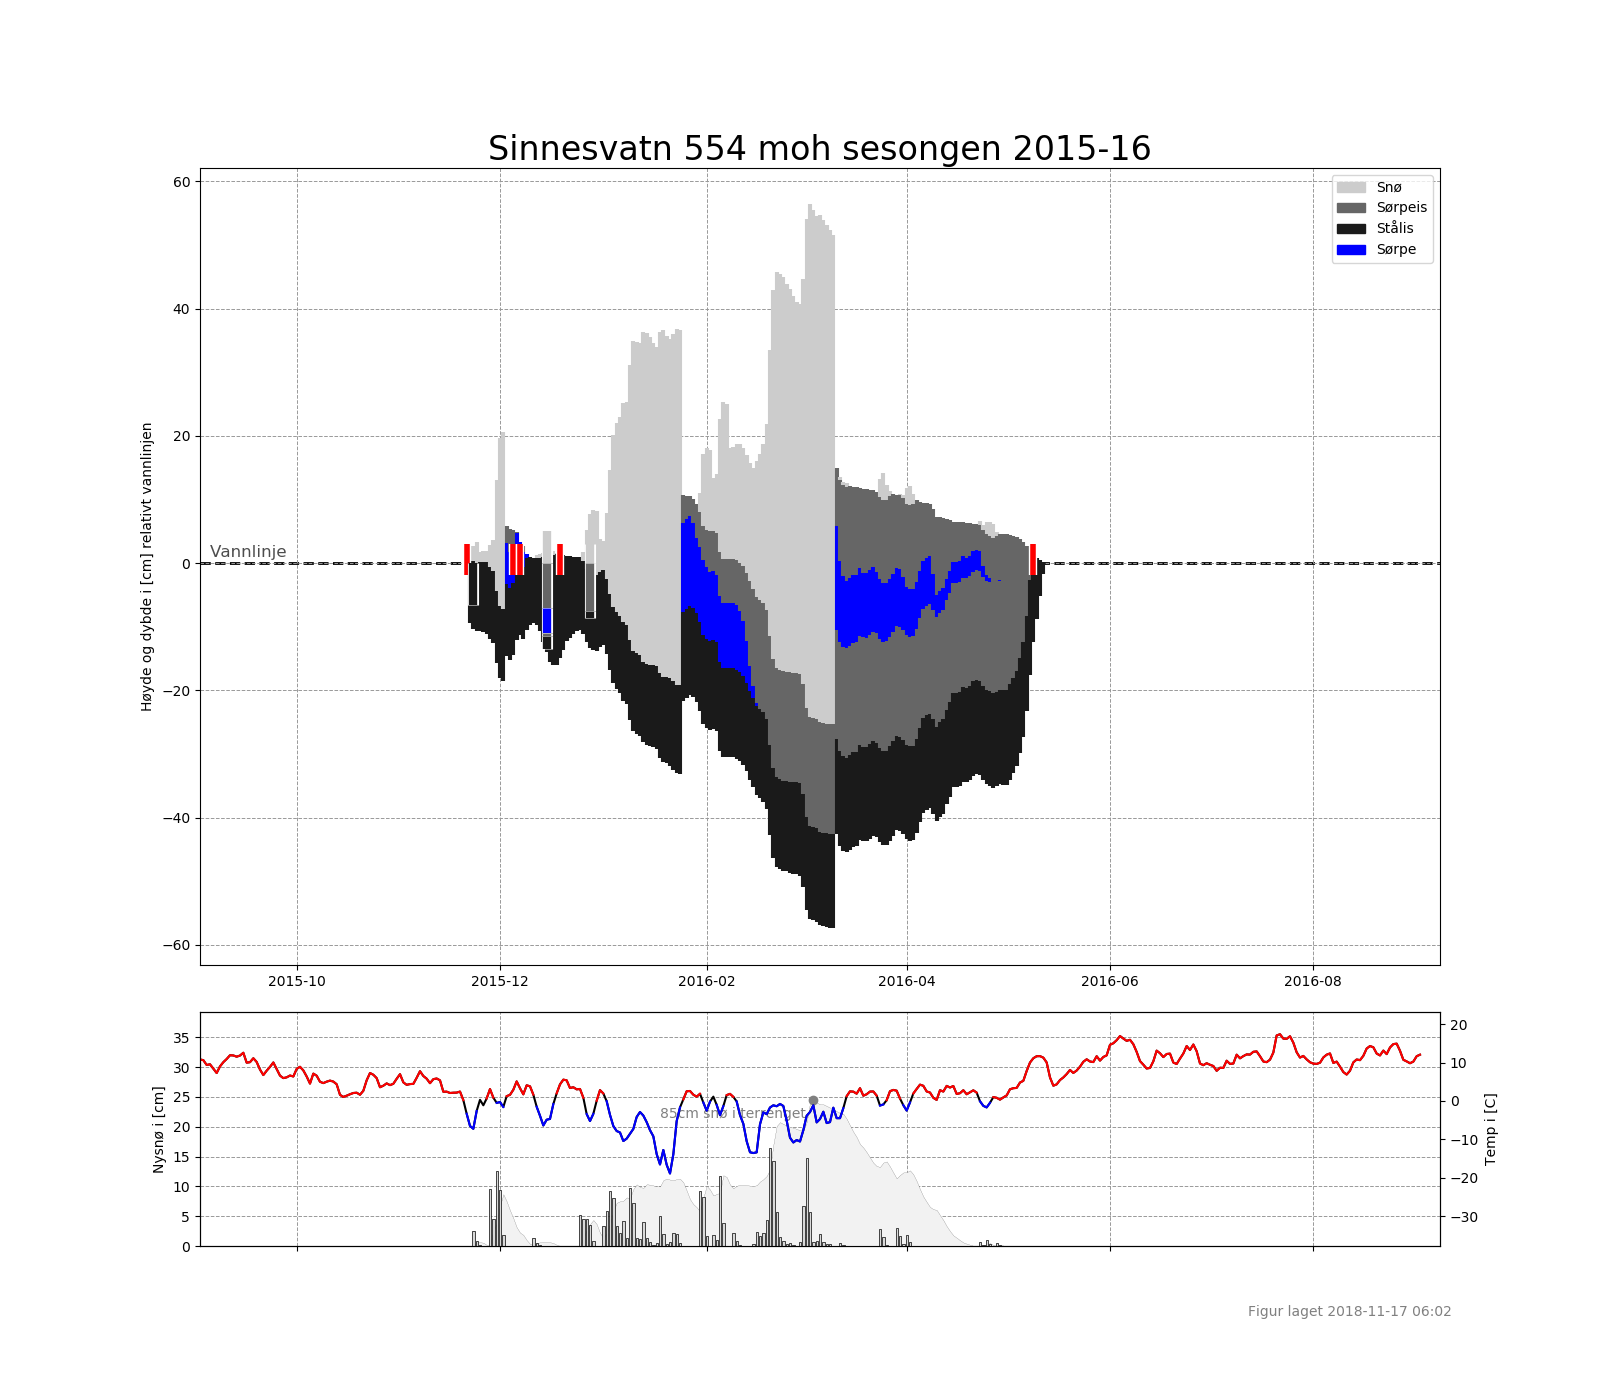 Sinnesvatn 554 moh sesongen 2015-16
60
40
20
0
−20
−40
−60
Høyde og dybde i [cm] relativt vannlinjen
Vannlinje
Snø
Sørpeis
Stålis
Sørpe
2015-10
2015-12
2016-02
2016-04
2016-06
2016-08
35
30
25
20
15
10
5
0
Nysnø i [cm]
85cm snø i terrenget
20
10
0
−10
−20
−30
Temp i [C]
Figur laget 2018-11-17 06:02